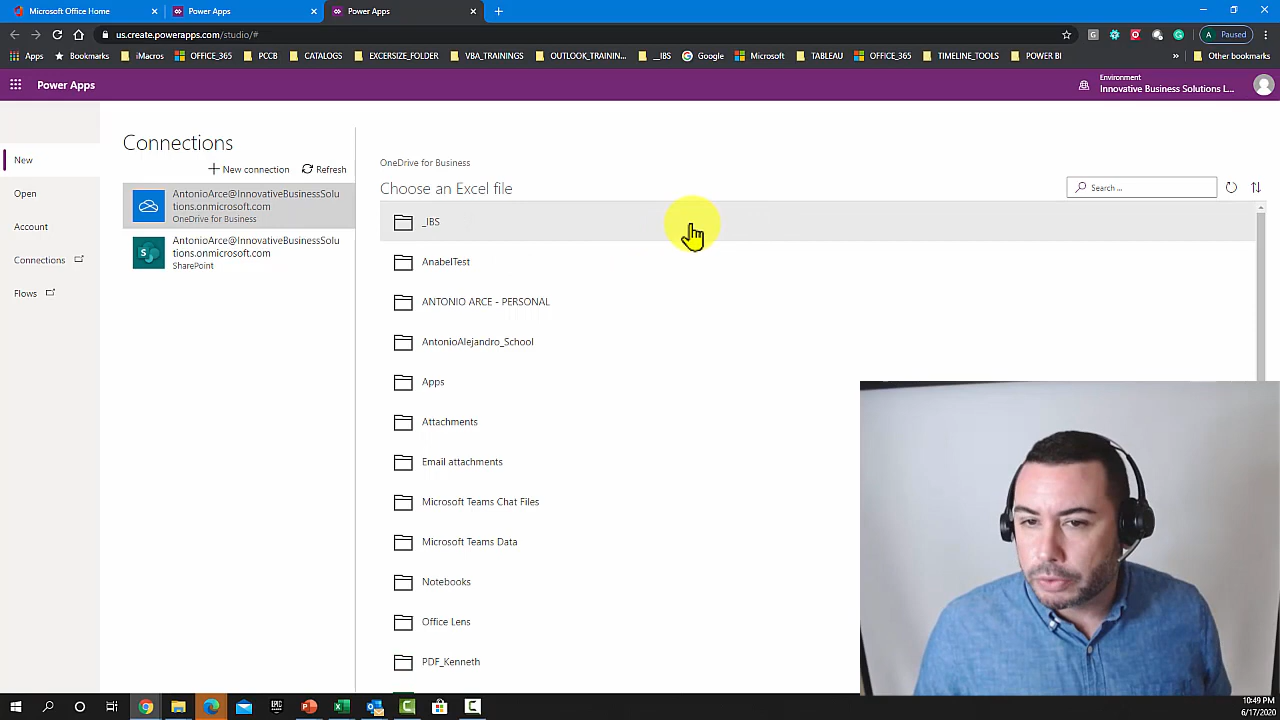 Microsoft Office Home
Power Apps
Power Apps
us.create.powerapps.com/studio/#
Paused
Apps
Bookmarks
iMacros
OFFICE_365
PCCB
CATALOGS
EXCERSIZE_FOLDER
VBA_TRAININGS
OUTLOOK_TRAININ...
_IBS
Google
Microsoft
TABLEAU
OFFICE_365
TIMELINE_TOOLS
POWER BI
Other bookmarks
Power Apps
Environment
Innovative Business Solutions L...
New
Open
Account
Connections
Flows
Connections
New connection
Refresh
AntonioArce@InnovativeBusinessSolu
tions.onmicrosoft.com
OneDrive for Business
AntonioArce@InnovativeBusinessSolu
tions.onmicrosoft.com
SharePoint
OneDrive for Business
Choose an Excel file
Search ...
_IBS
AnabelTest
ANTONIO ARCE - PERSONAL
AntonioAlejandro_School
Apps
Attachments
Email attachments
Microsoft Teams Chat Files
Microsoft Teams Data
Notebooks
Office Lens
PDF_Kenneth
10:49 PM
6/17/2020